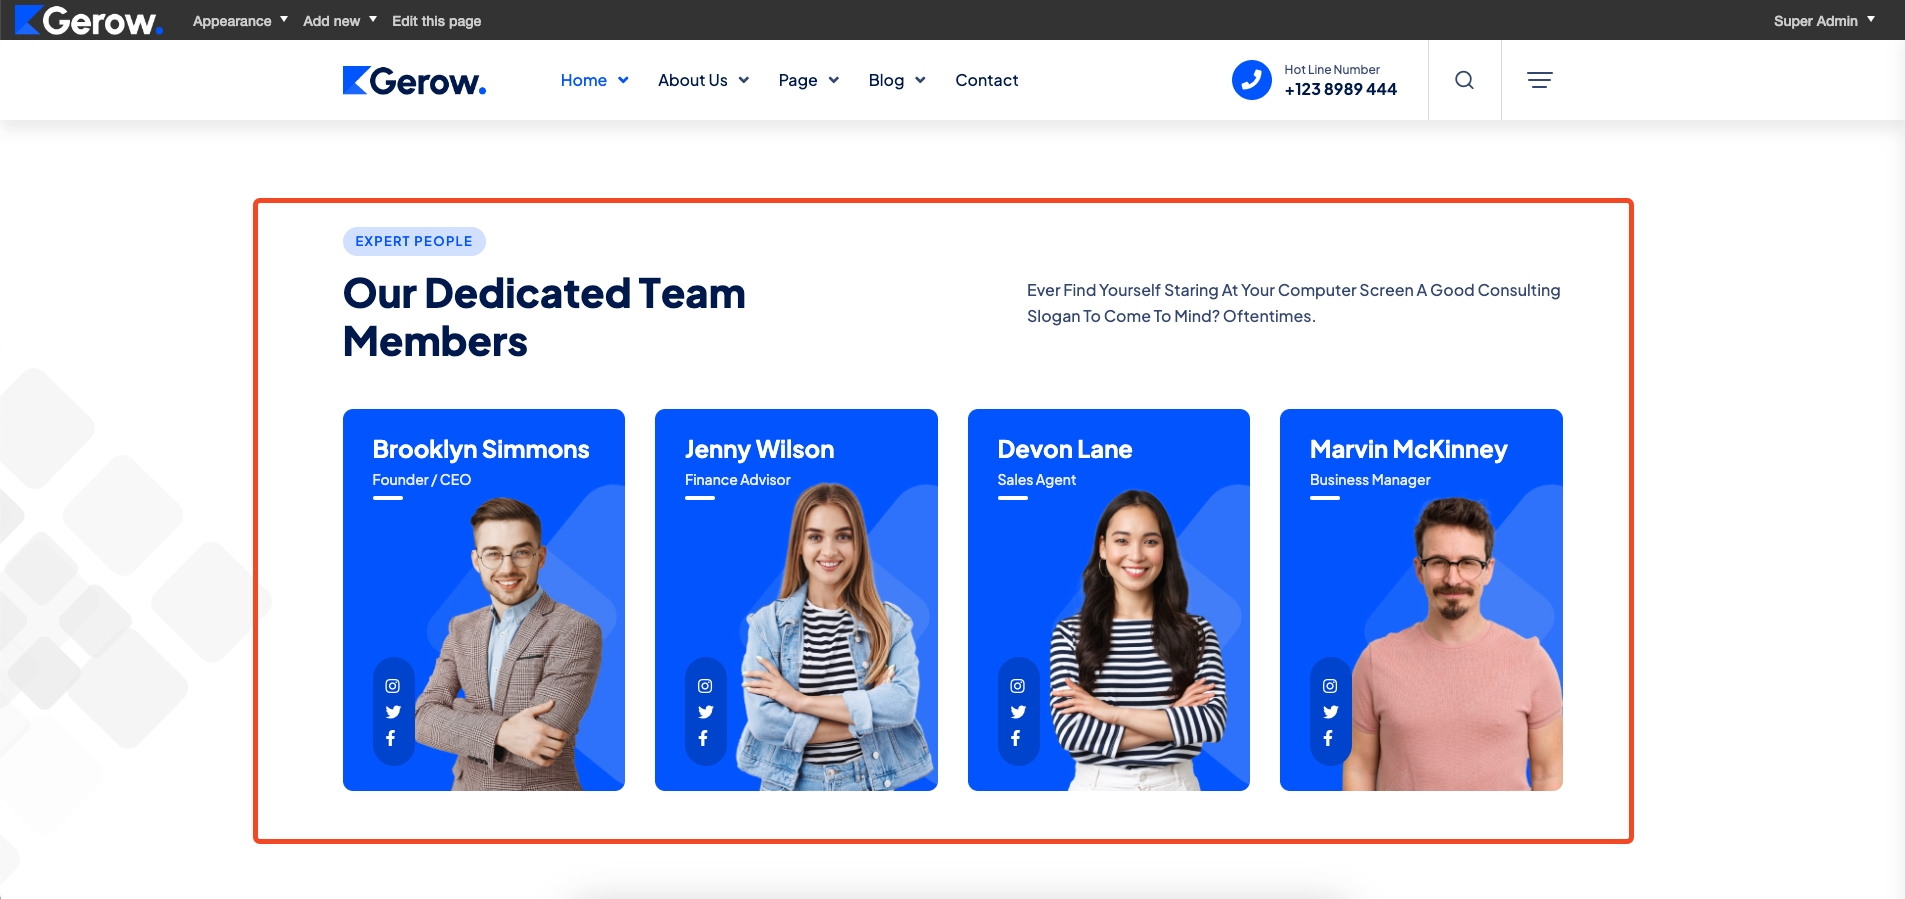 Gerow.
Appearance Add new Edit this page
Super Admin
Gerow.
Home About Us Page Blog Contact
Hot Line Number
+123 8989 444
EXPERT PEOPLE
Our Dedicated Team
Members
Ever Find Yourself Staring At Your Computer Screen A Good Consulting
Slogan To Come To Mind? Oftentimes.
Brooklyn Simmons
Founder / CEO
Jenny Wilson
Finance Advisor
Devon Lane
Sales Agent
Marvin McKinney
Business Manager